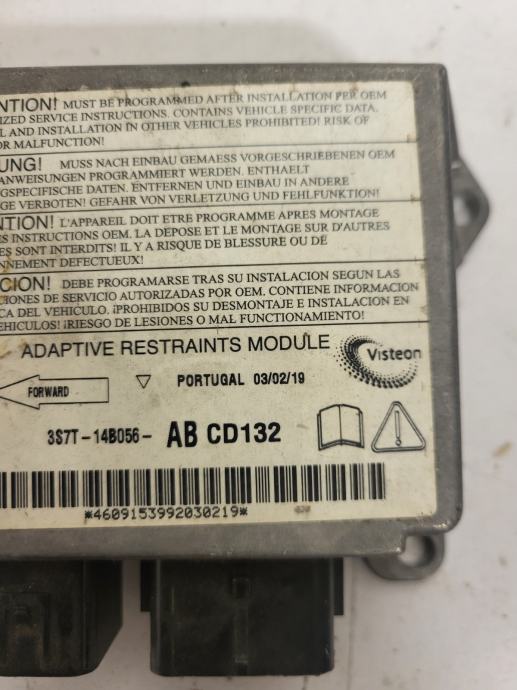 NTION! MUST BE PROGRAMMED AFTER INSTALLATION PER OEM
IZED SERVICE INSTRUCTIONS. CONTAINS VEHICLE SPECIFIC DATA.
L AND INSTALLATION IN OTHER VEHICLES PROHIBITED! RISK OF
OR MALFUNCTION!
UNG! MUSS NACH EINBAU GEMAESS VORGESCHRIEBENEN OEM
ANWEISUNGEN PROGRAMMIERT WERDEN. ENTHAELT
GSPECIFISCHE DATEN. ENTFERNEN UND EINBAU IN ANDERE
GE VERBOTEN! GEFAHR VON VERLETZUNG UND FEHLFUNKTION!
NTION! L'APPAREIL DOIT ETRE PROGRAMME APRES MONTAGE
ES INSTRUCTIONS OEM. LA DEPOSE ET LE MONTAGE SUR D'AUTRES
ES SONT INTERDITS! IL Y A RISQUE DE BLESSURE OU DE
NNEMENT DEFECTUEUX!
CION! DEBE PROGRAMARSE TRAS SU INSTALACION SEGUN LAS
CIONES DE SERVICIO AUTORIZADAS POR OEM. CONTIENE INFORMACION
CA DEL VEHICULO. ¡PROHIBIDO SU DESMONTAJE E INSTALACION EN
EHICULOS! ¡RIESGO DE LESIONES O MAL FUNCIONAMIENTO!
ADAPTIVE RESTRAINTS MODULE
Visteon
FORWARD
PORTUGAL 03/02/19
3S7T-14B056- AB CD132
*4609153992030219*